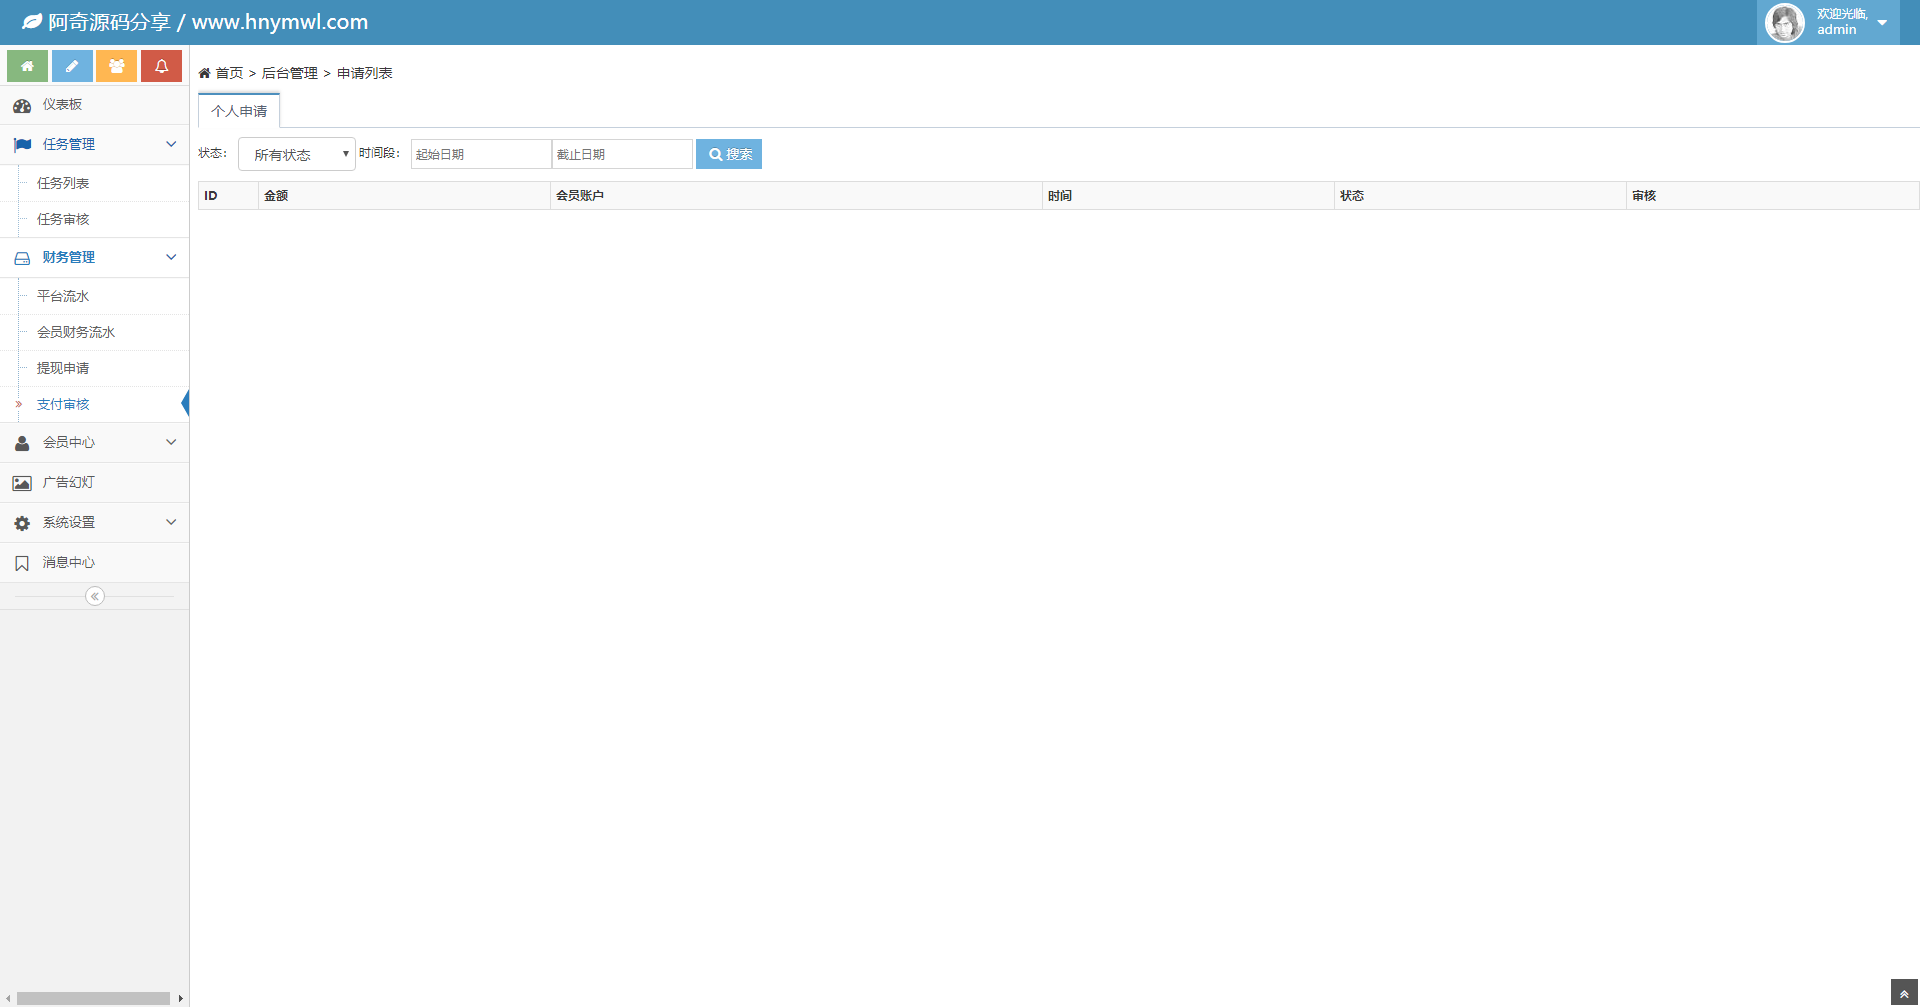 阿奇源码分享 / www.hnymwl.com
欢迎光临,
admin
仪表板
任务管理
任务列表
任务审核
财务管理
平台流水
会员财务流水
提现申请
支付审核
会员中心
广告幻灯
系统设置
消息中心
首页 > 后台管理 > 申请列表
个人申请
状态: 所有状态 时间段: 起始日期 截止日期 搜索
ID 金额 会员账户 时间 状态 审核